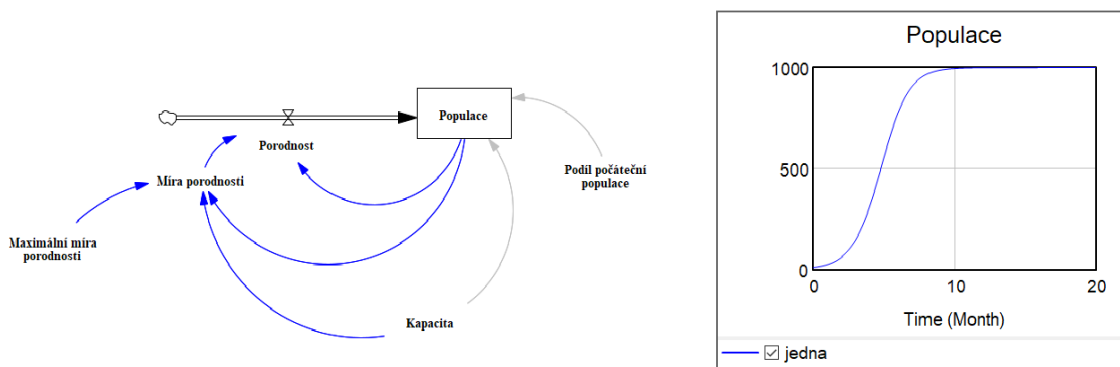 Populace
Porodnost
Míra porodnosti
Podíl počáteční
populace
Maximální míra
porodnosti
Kapacita
Populace
1000
500
0
0
10
20
Time (Month)
jedna